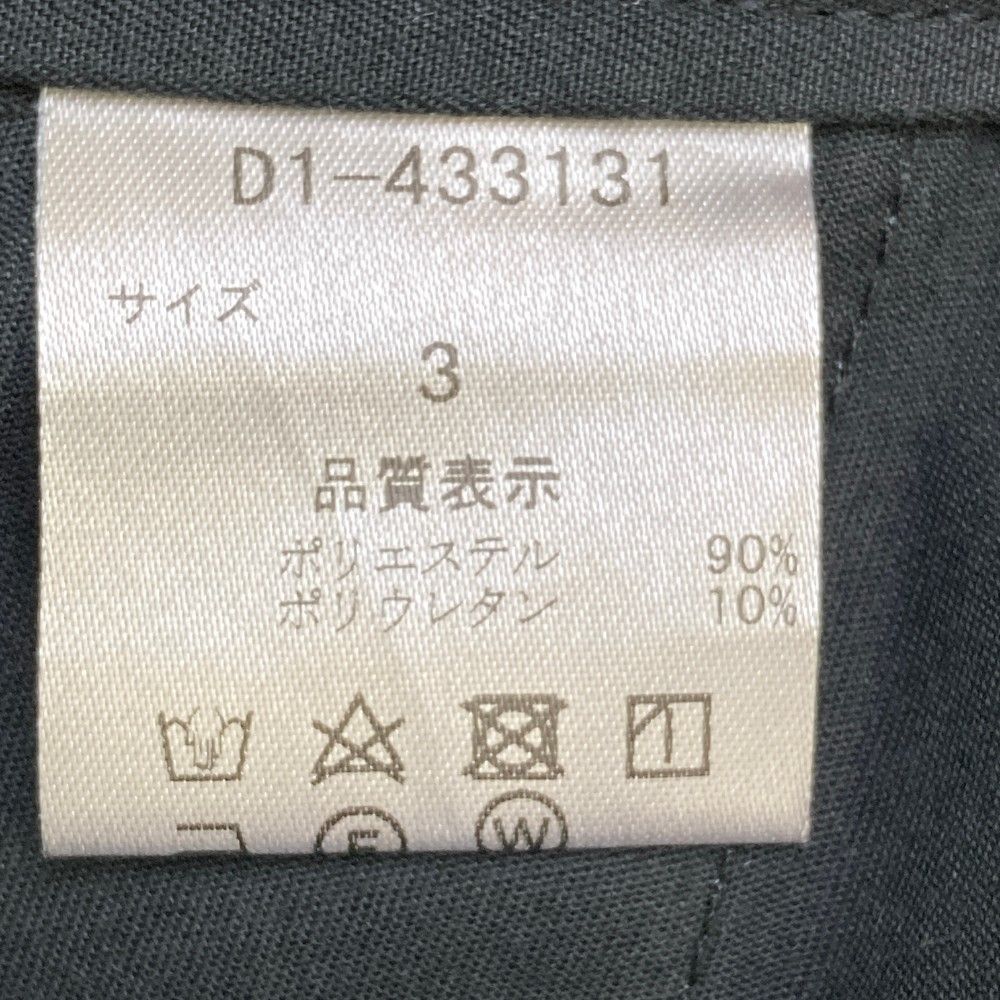 D1-433131
サイズ
3
品質表示
ポリエステル 90%
ポリウレタン 10%
F W